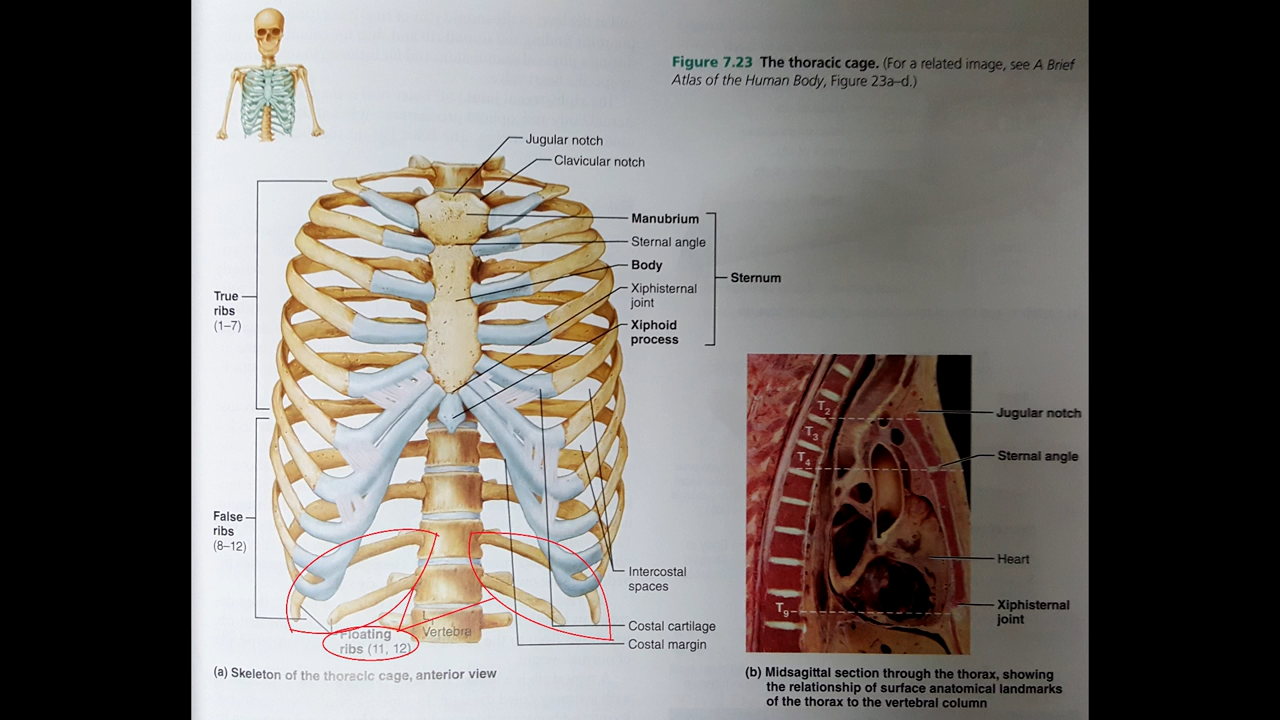 Figure 7.23 The thoracic cage. (For a related image, see A Brief
Atlas of the Human Body, Figure 23a–d.)
Jugular notch
Clavicular notch
Manubrium
Sternal angle
Body
Xiphisternal
joint
Xiphoid
process
Sternum
True
ribs
(1–7)
False
ribs
(8–12)
Intercostal
spaces
Costal cartilage
Costal margin
Vertebra
Floating
ribs (11, 12)
(a) Skeleton of the thoracic cage, anterior view
T2
T3
T4
T9
Jugular notch
Sternal angle
Heart
Xiphisternal
joint
(b) Midsagittal section through the thorax, showing
the relationship of surface anatomical landmarks
of the thorax to the vertebral column